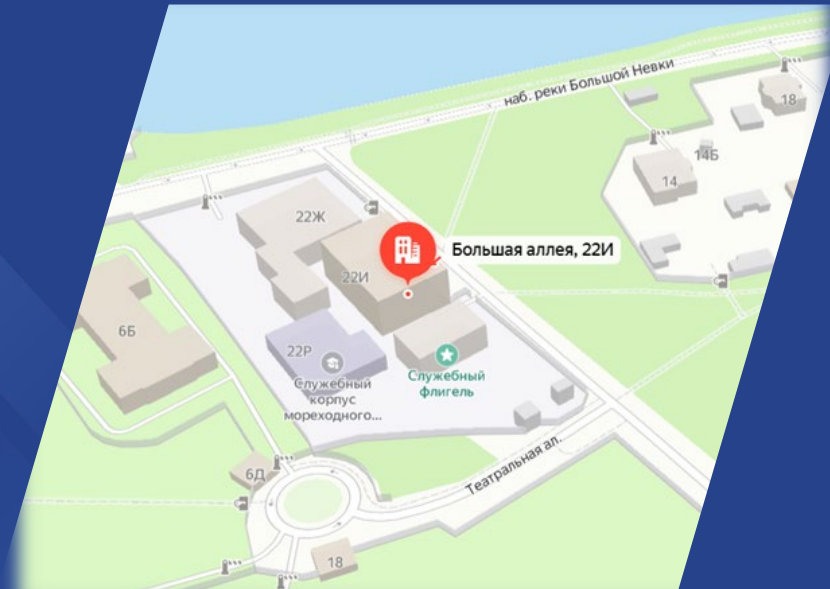 наб. реки Большой Невки
18
14Б
14
22Ж
Большая аллея, 22И
22И
6Б
22Р
Служебный
корпус
мореходного...
Служебный
флигель
Театральная ал.
6Д
18